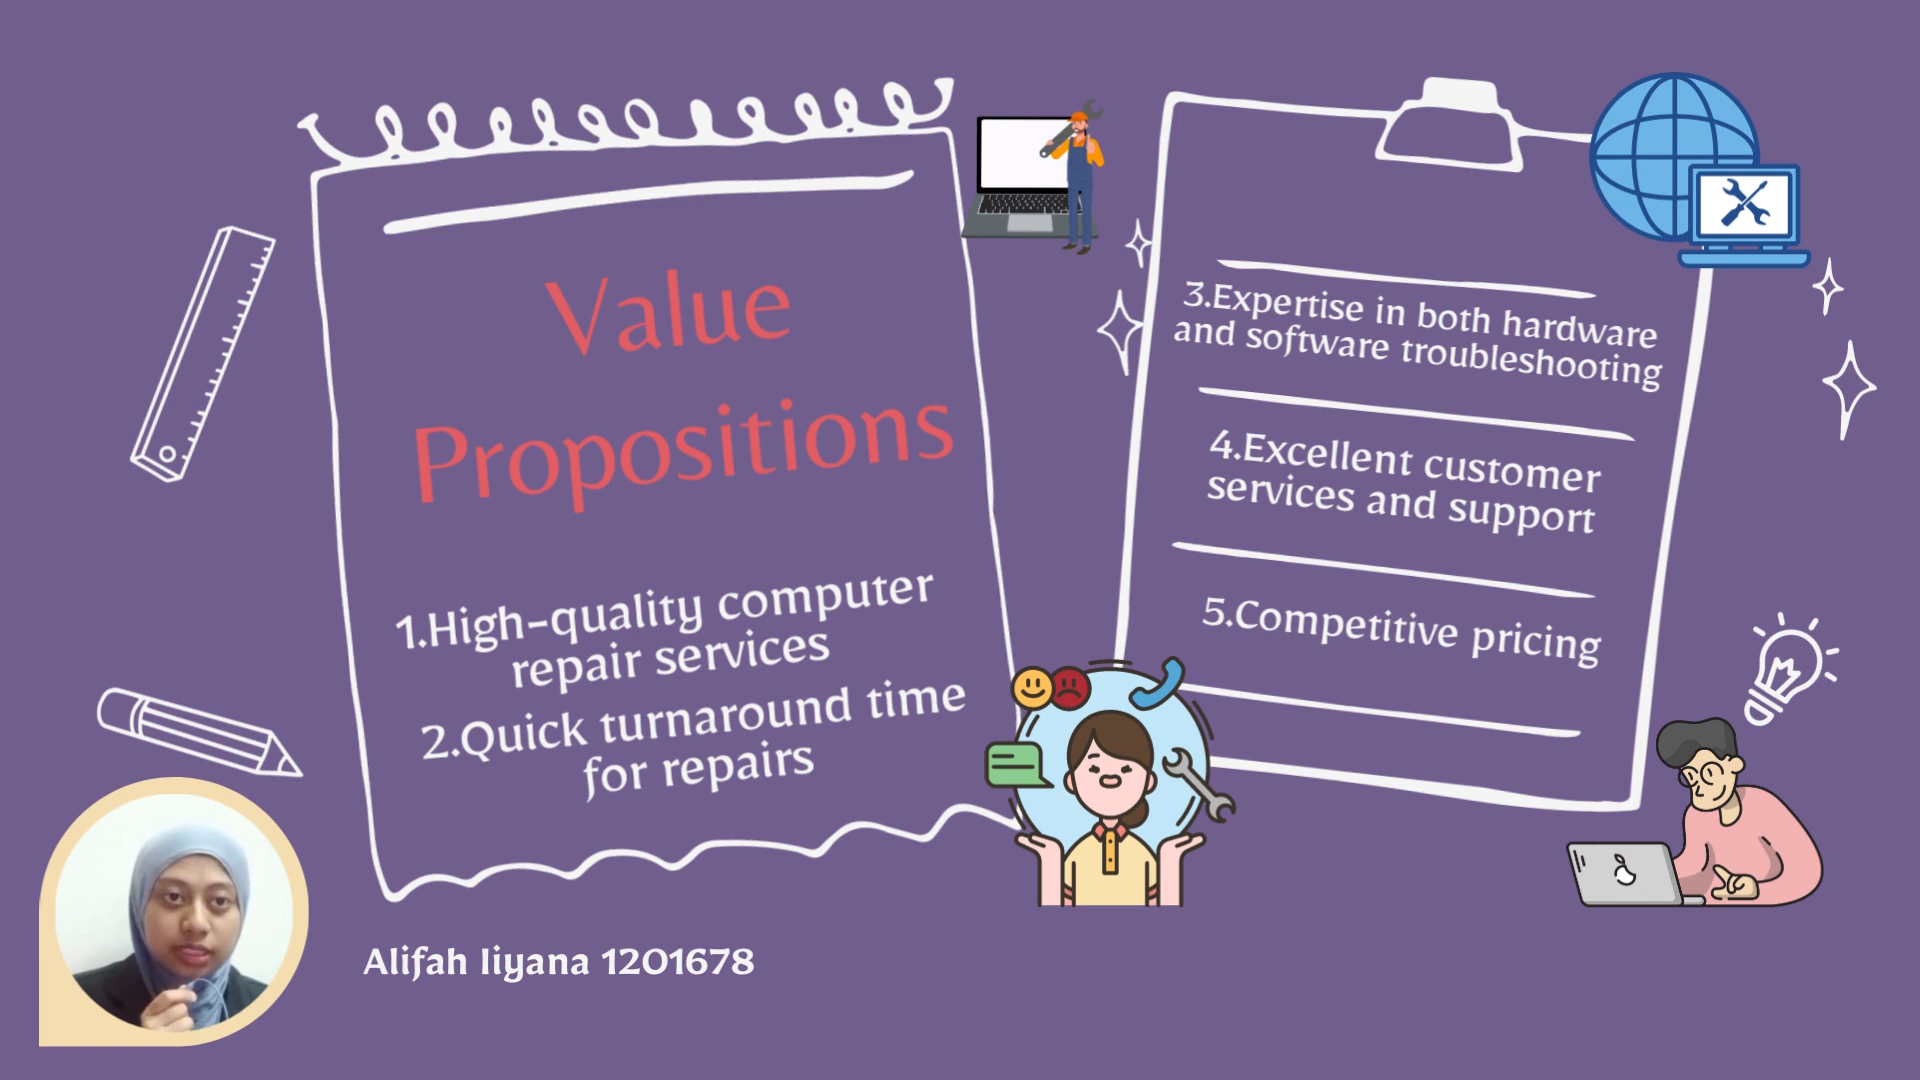 Value
Propositions
1.High-quality computer
repair services
2.Quick turnaround time
for repairs
3.Expertise in both hardware
and software troubleshooting
4.Excellent customer
services and support
5.Competitive pricing
Alifah Iiyana 1201678